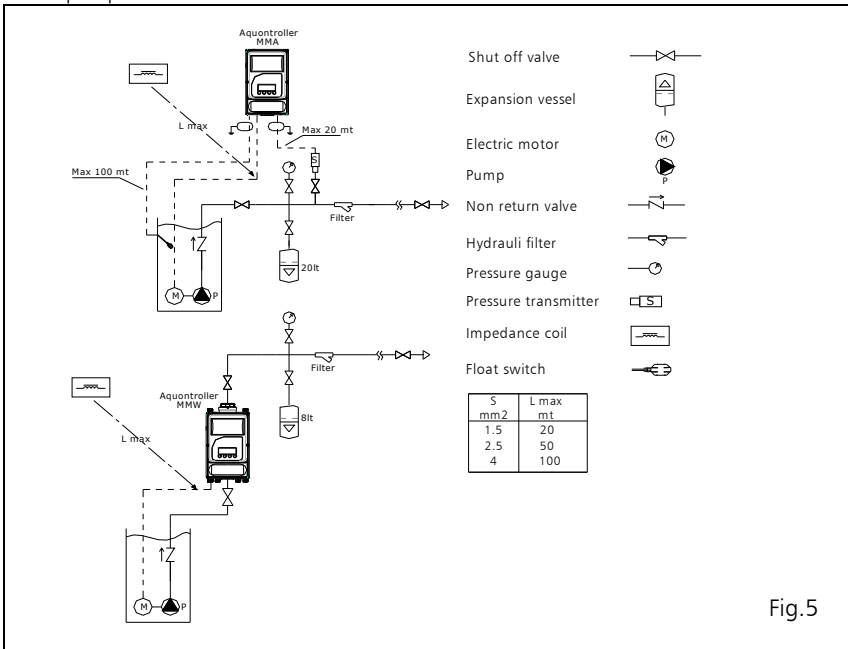 Aquontroller
MMA
L max
Max 20 mt
Max 100 mt
S
Filter
20lt
M
P
Filter
Aquontroller
MMW
8lt
L max
M
P
Shut off valve
Expansion vessel
Electric motor
M
Pump
P
Non return valve
Hydrauli filter
Pressure gauge
Pressure transmitter
S
Impedance coil
Float switch
S L max
mm2 mt
1.5 20
2.5 50
4 100
Fig.5